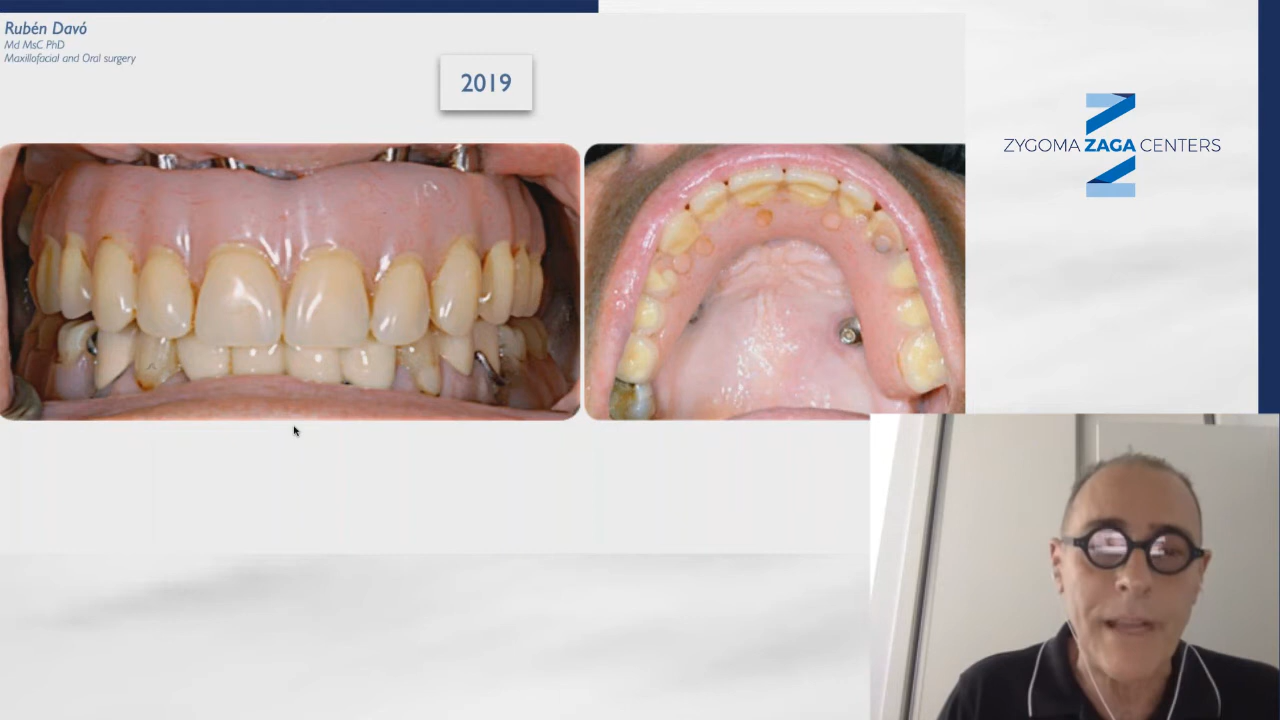 Rubén Davó
Md MsC PhD
Maxillofacial and Oral surgery
2019
ZYGOMA ZAGA CENTERS